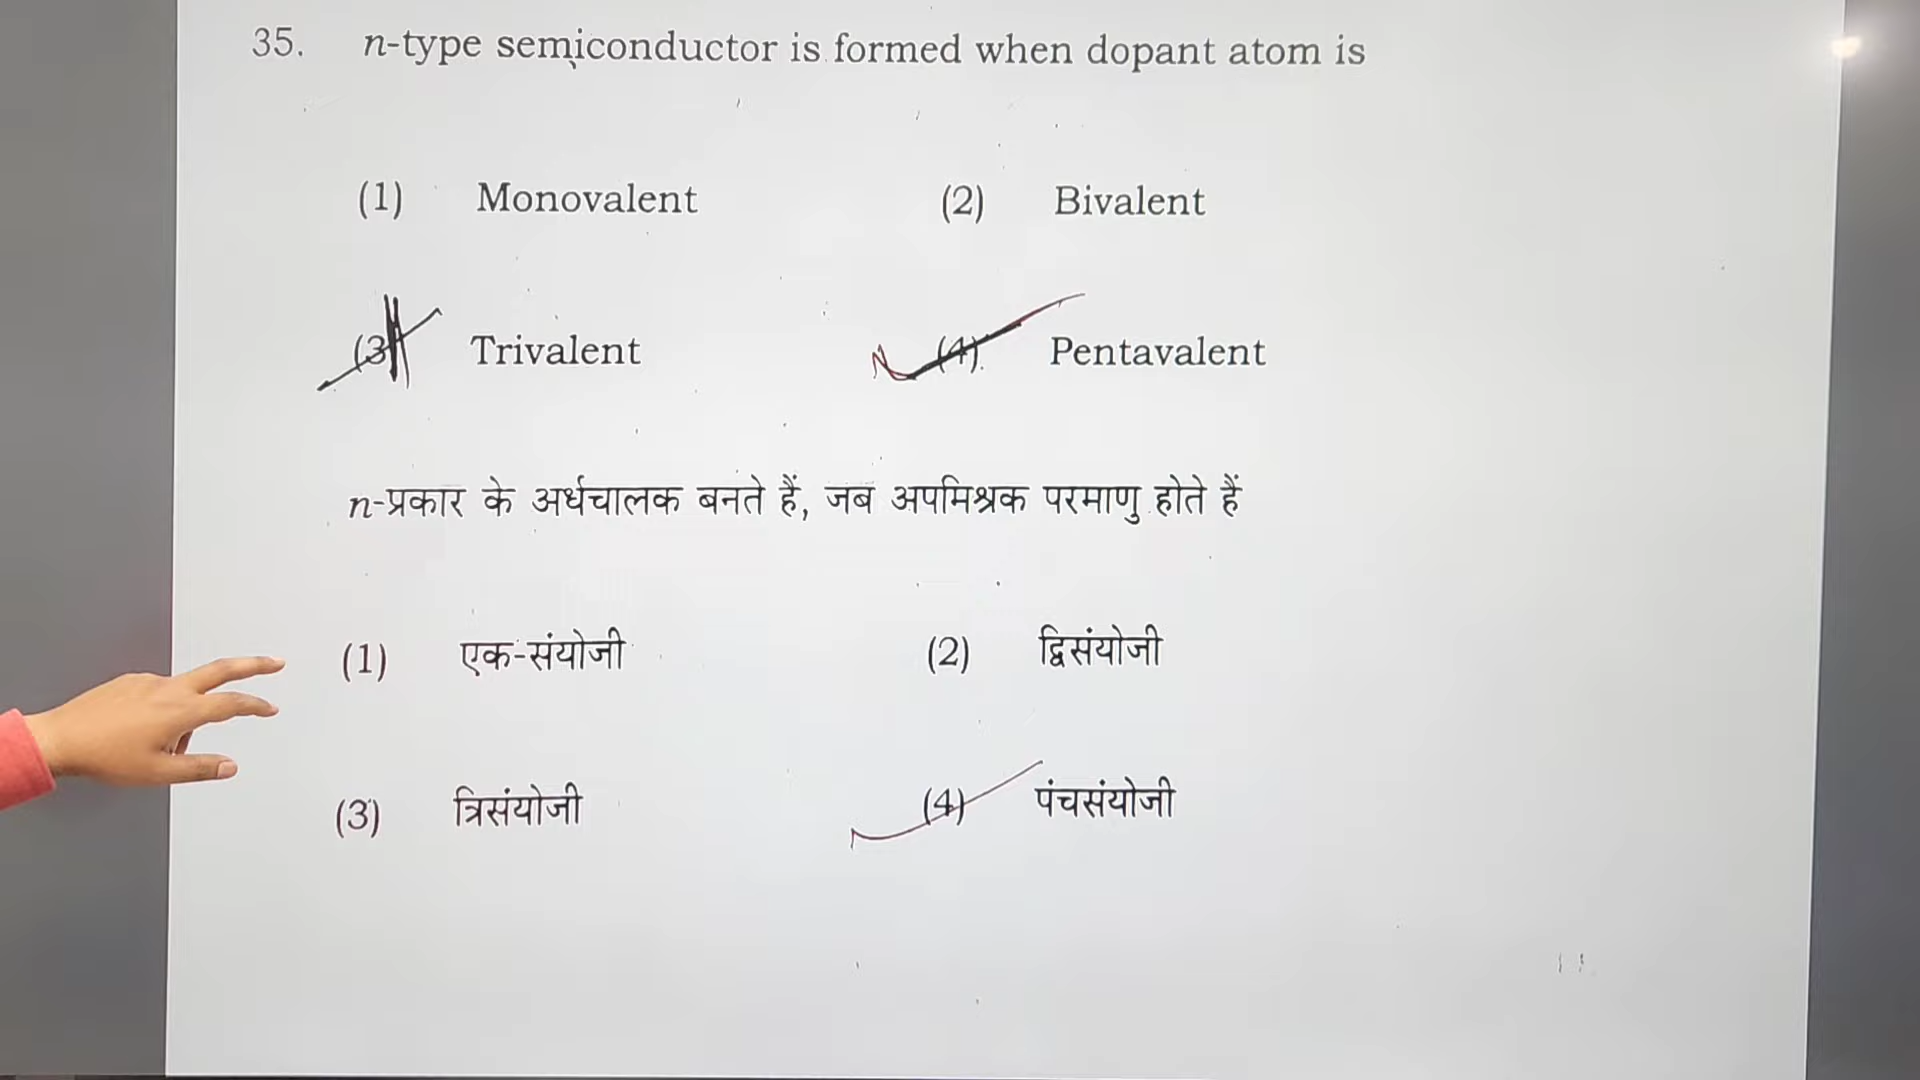 35. n-type semiconductor is formed when dopant atom is
(1) Monovalent (2) Bivalent
(3) Trivalent (4) Pentavalent
n-प्रकार के अर्धचालक बनते हैं, जब अपमिश्रक परमाणु होते हैं
(1) एक-संयोजी (2) द्विसंयोजी
(3) त्रिसंयोजी (4) पंचसंयोजी